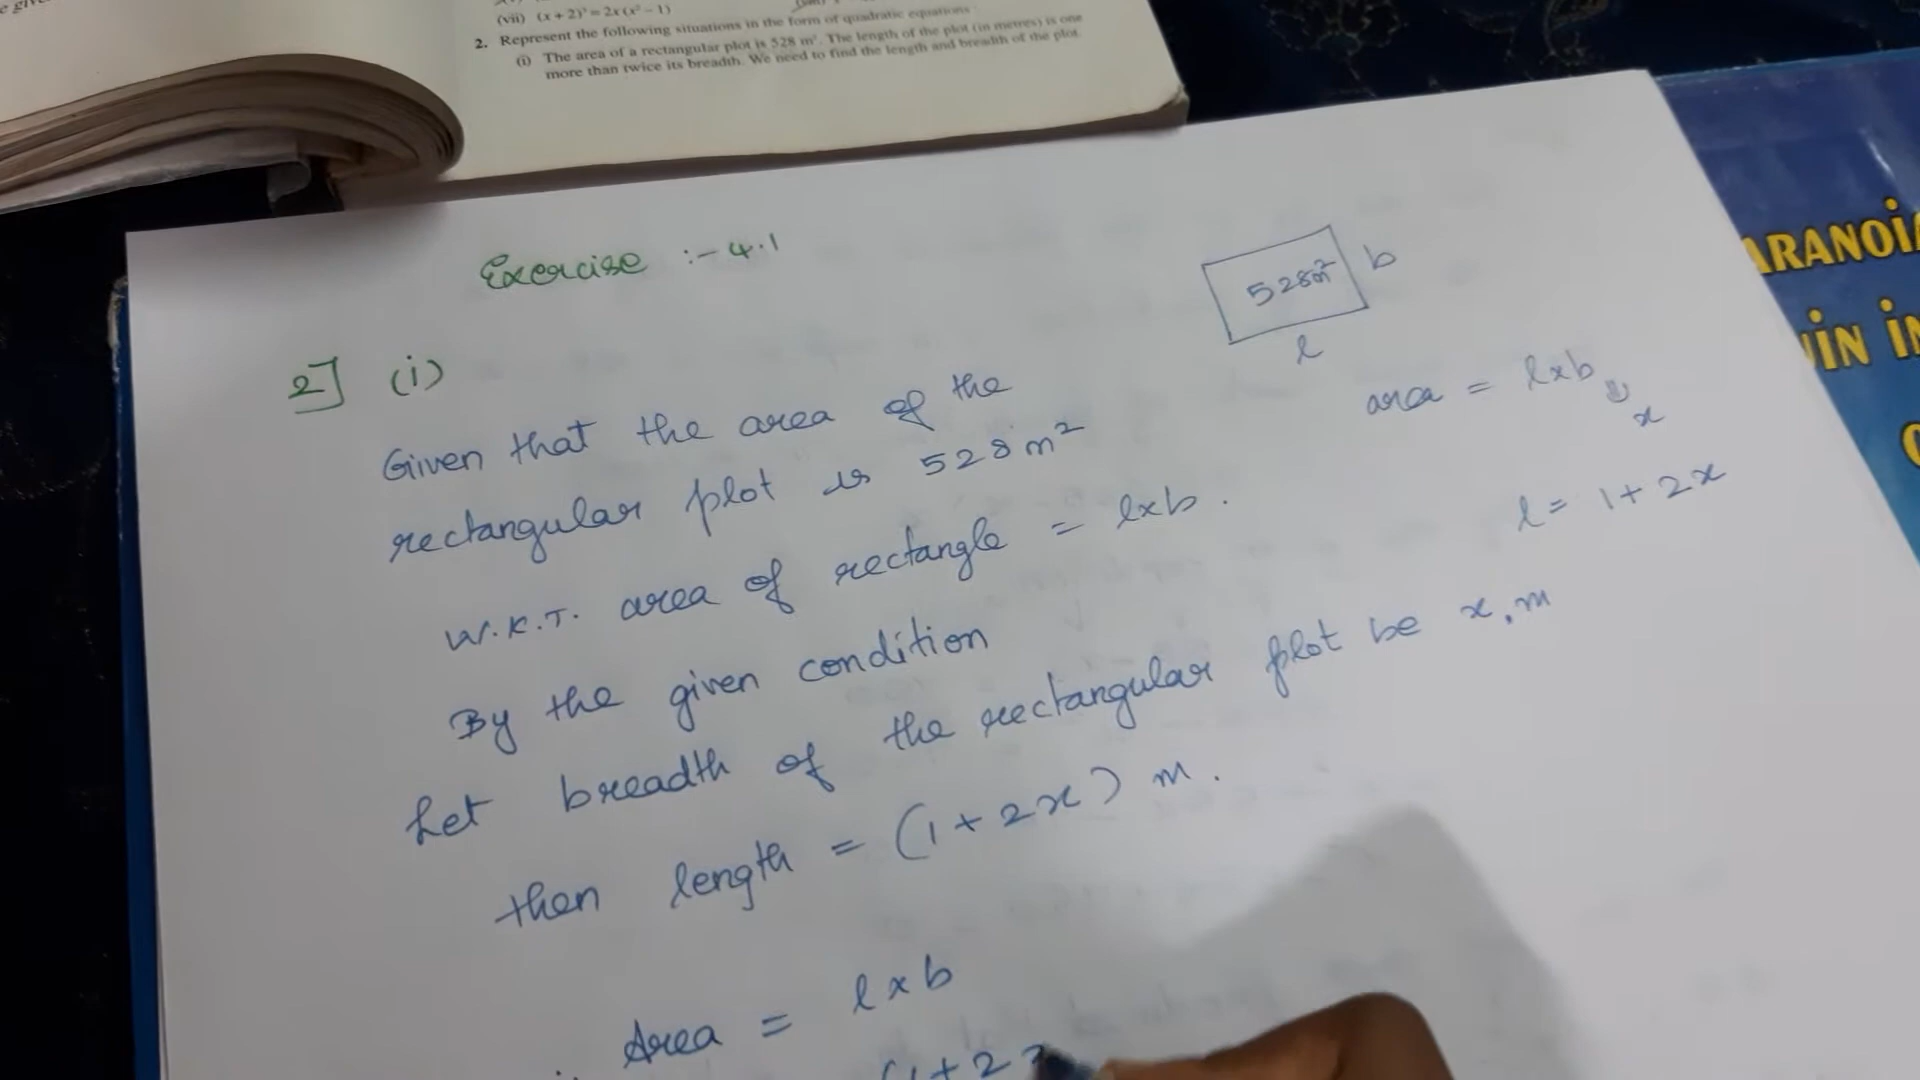 (vii) (x + 2)³ = 2x (x² – 1)
2. Represent the following situations in the form of quadratic equations
(i) The area of a rectangular plot is 528 m². The length of the plot (in metres) is one
more than twice its breadth. We need to find the length and breadth of the plot.
Exercise :- 4.1
528m²
b
l
2] (i)
area = l×b
x
Given that the area of the
rectangular plot is 528 m²
l = 1 + 2x
W.K.T. area of rectangle = l×b.
By the given condition
Let breadth of the rectangular plot be x, m
then length = (1 + 2x) m.
Area = l × b
(1 + 2
ARANOİ
İN İ